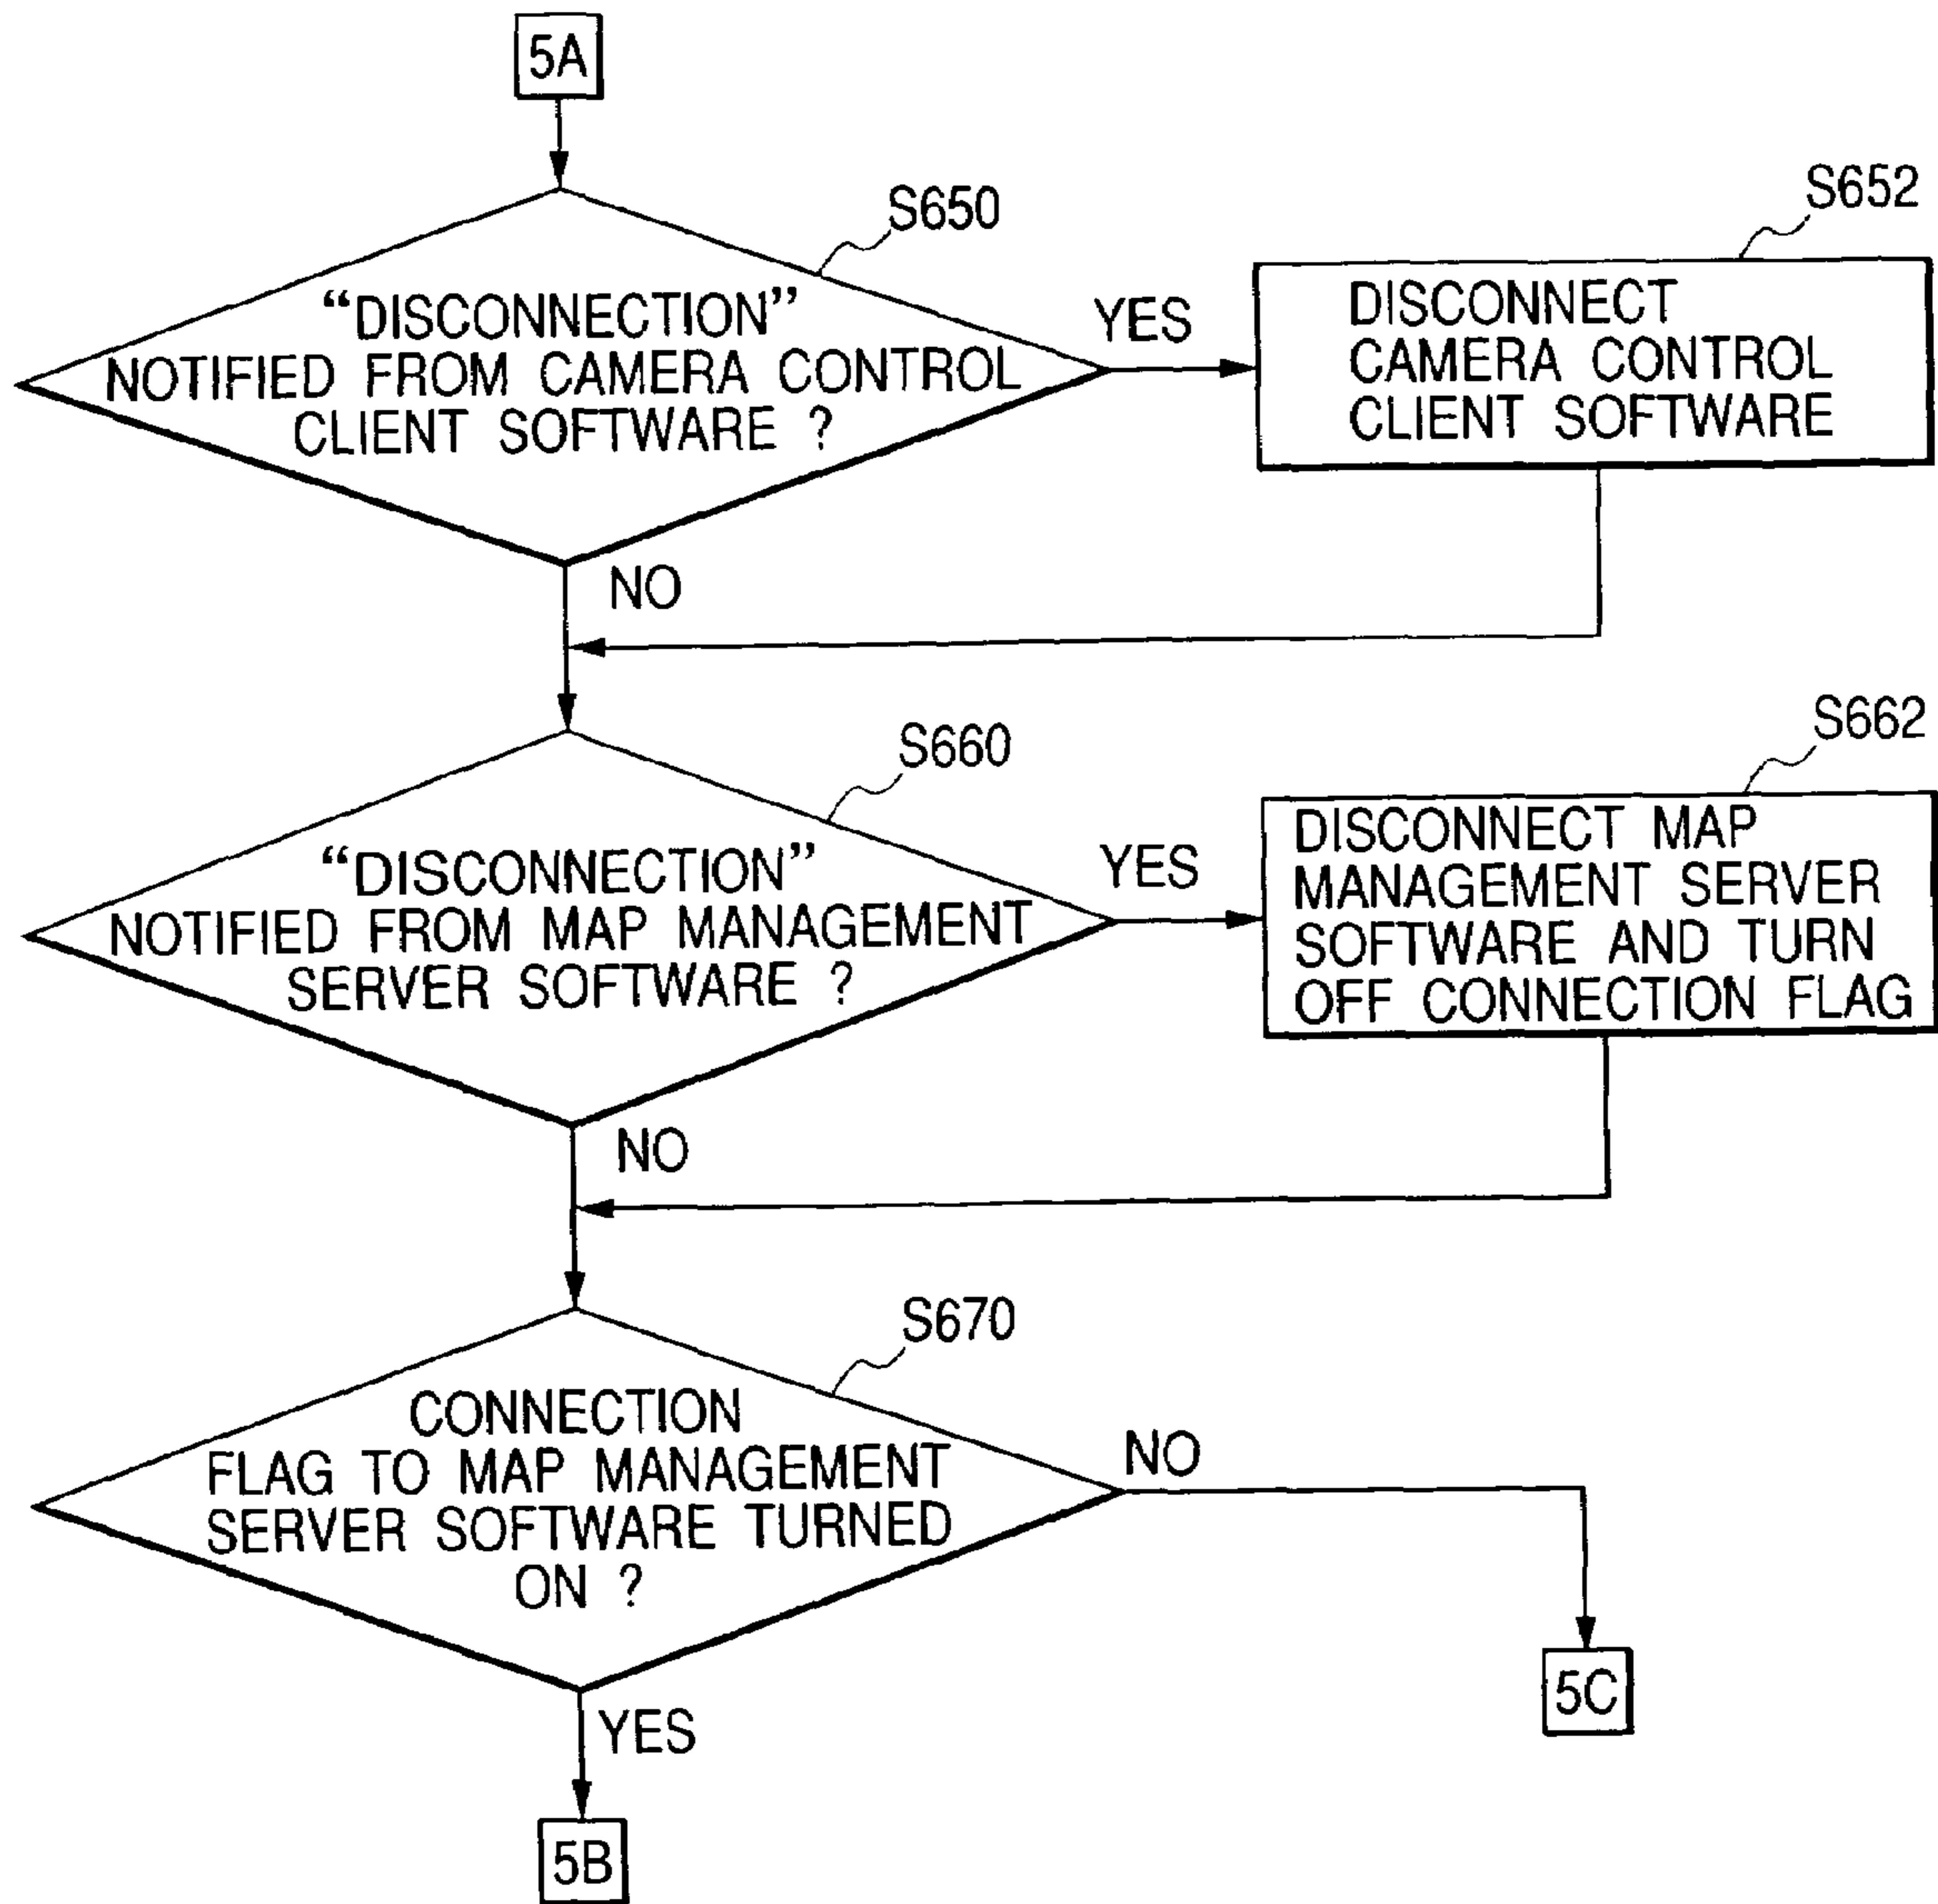 5A
S650
S652
“DISCONNECTION”
NOTIFIED FROM CAMERA CONTROL
CLIENT SOFTWARE ?
YES
DISCONNECT
CAMERA CONTROL
CLIENT SOFTWARE
NO
S660
S662
“DISCONNECTION”
NOTIFIED FROM MAP MANAGEMENT
SERVER SOFTWARE ?
YES
DISCONNECT MAP
MANAGEMENT SERVER
SOFTWARE AND TURN
OFF CONNECTION FLAG
NO
S670
CONNECTION
FLAG TO MAP MANAGEMENT
SERVER SOFTWARE TURNED
ON ?
NO
5C
YES
5B